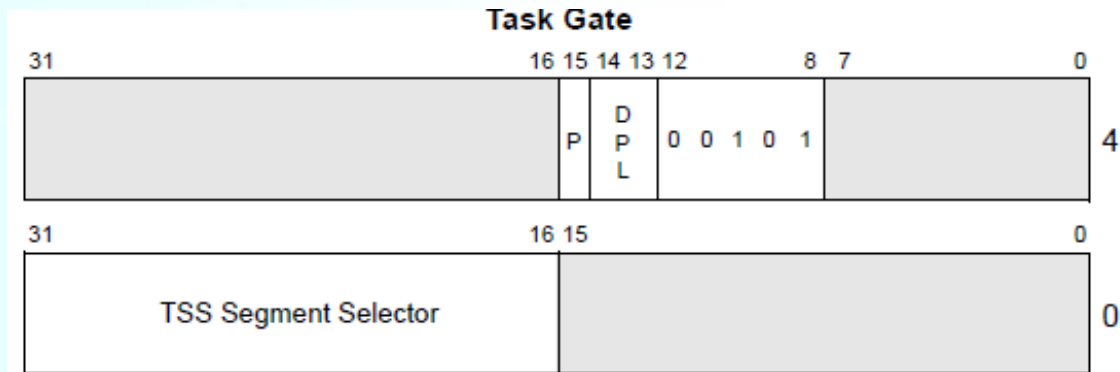 Task Gate
31 16 15 14 13 12 8 7 0
P D P L 0 0 1 0 1 4
31 16 15 0
TSS Segment Selector 0